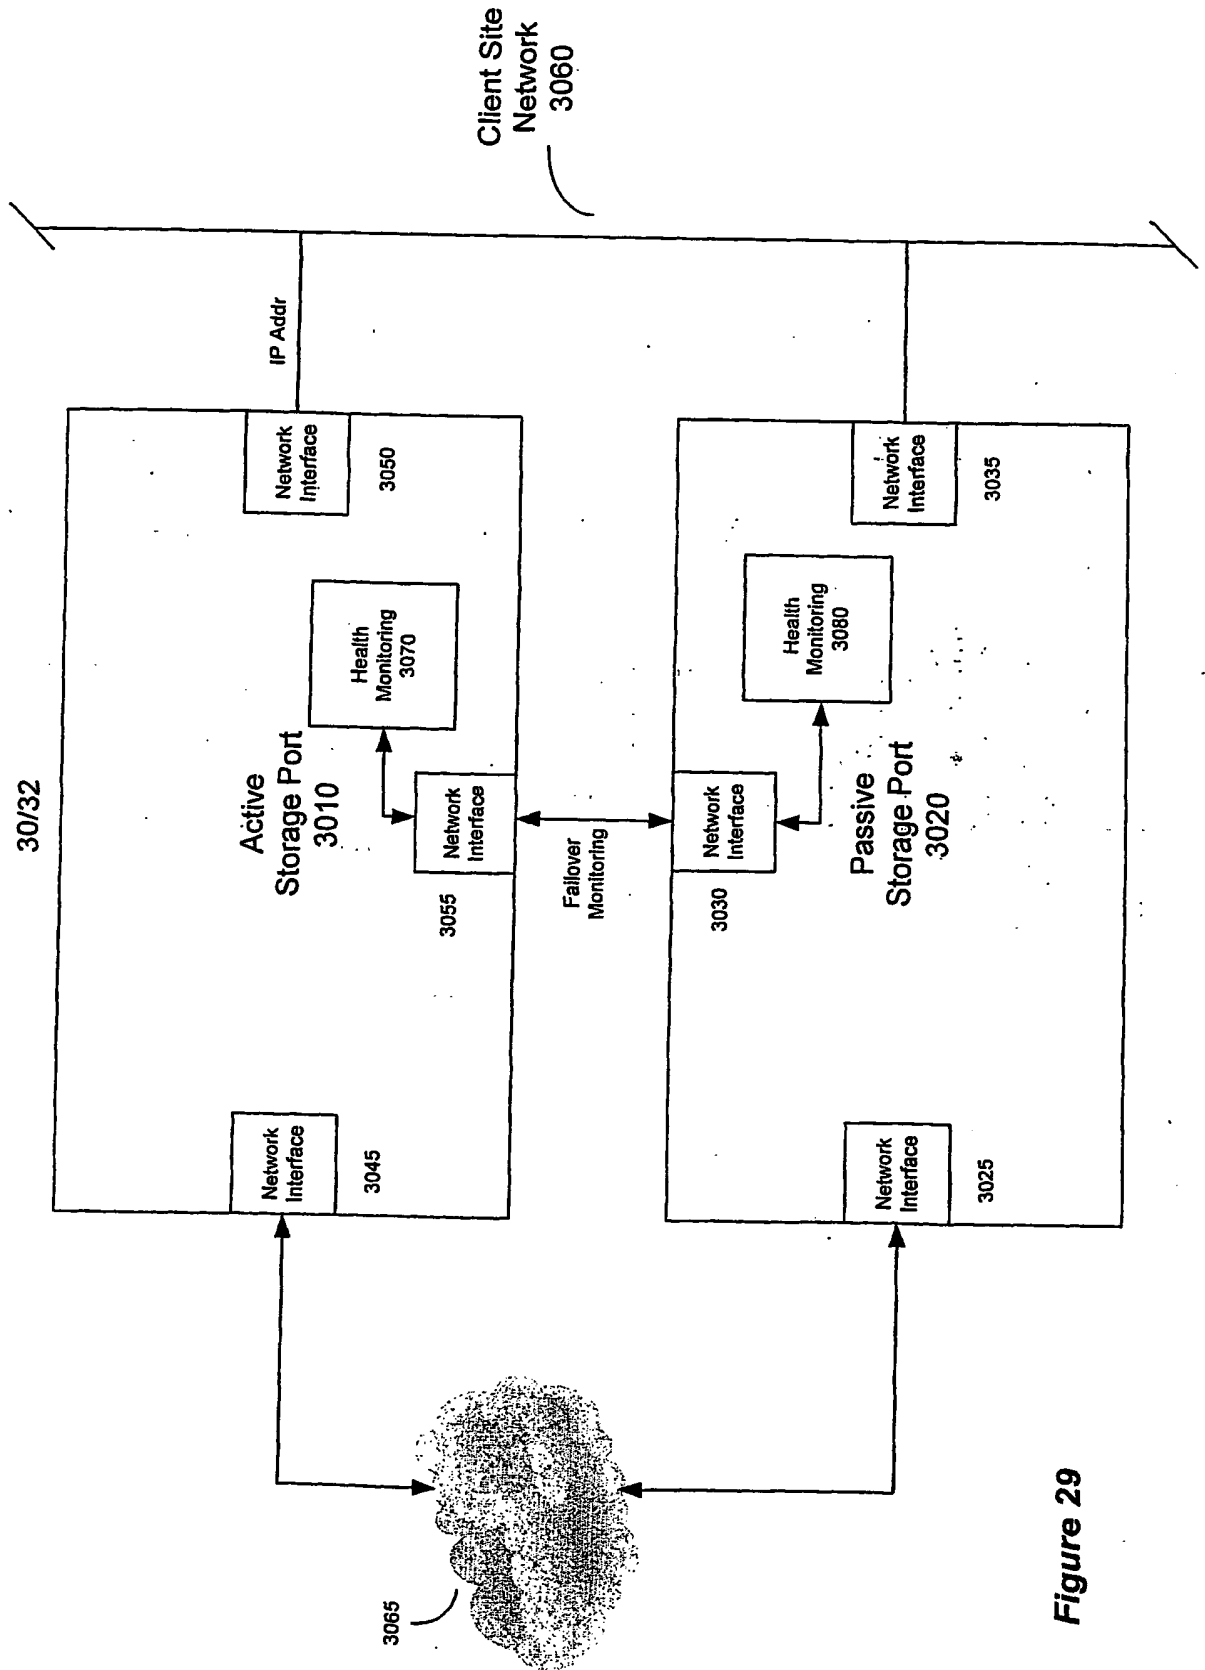 30/32
Active
Storage Port
3010
Network
Interface
3045
Network
Interface
3055
Health
Monitoring
3070
Network
Interface
3050
IP Addr
Client Site
Network
3060
Failover
Monitoring
3065
Passive
Storage Port
3020
Network
Interface
3025
Network
Interface
3030
Health
Monitoring
3080
Network
Interface
3035
Figure 29